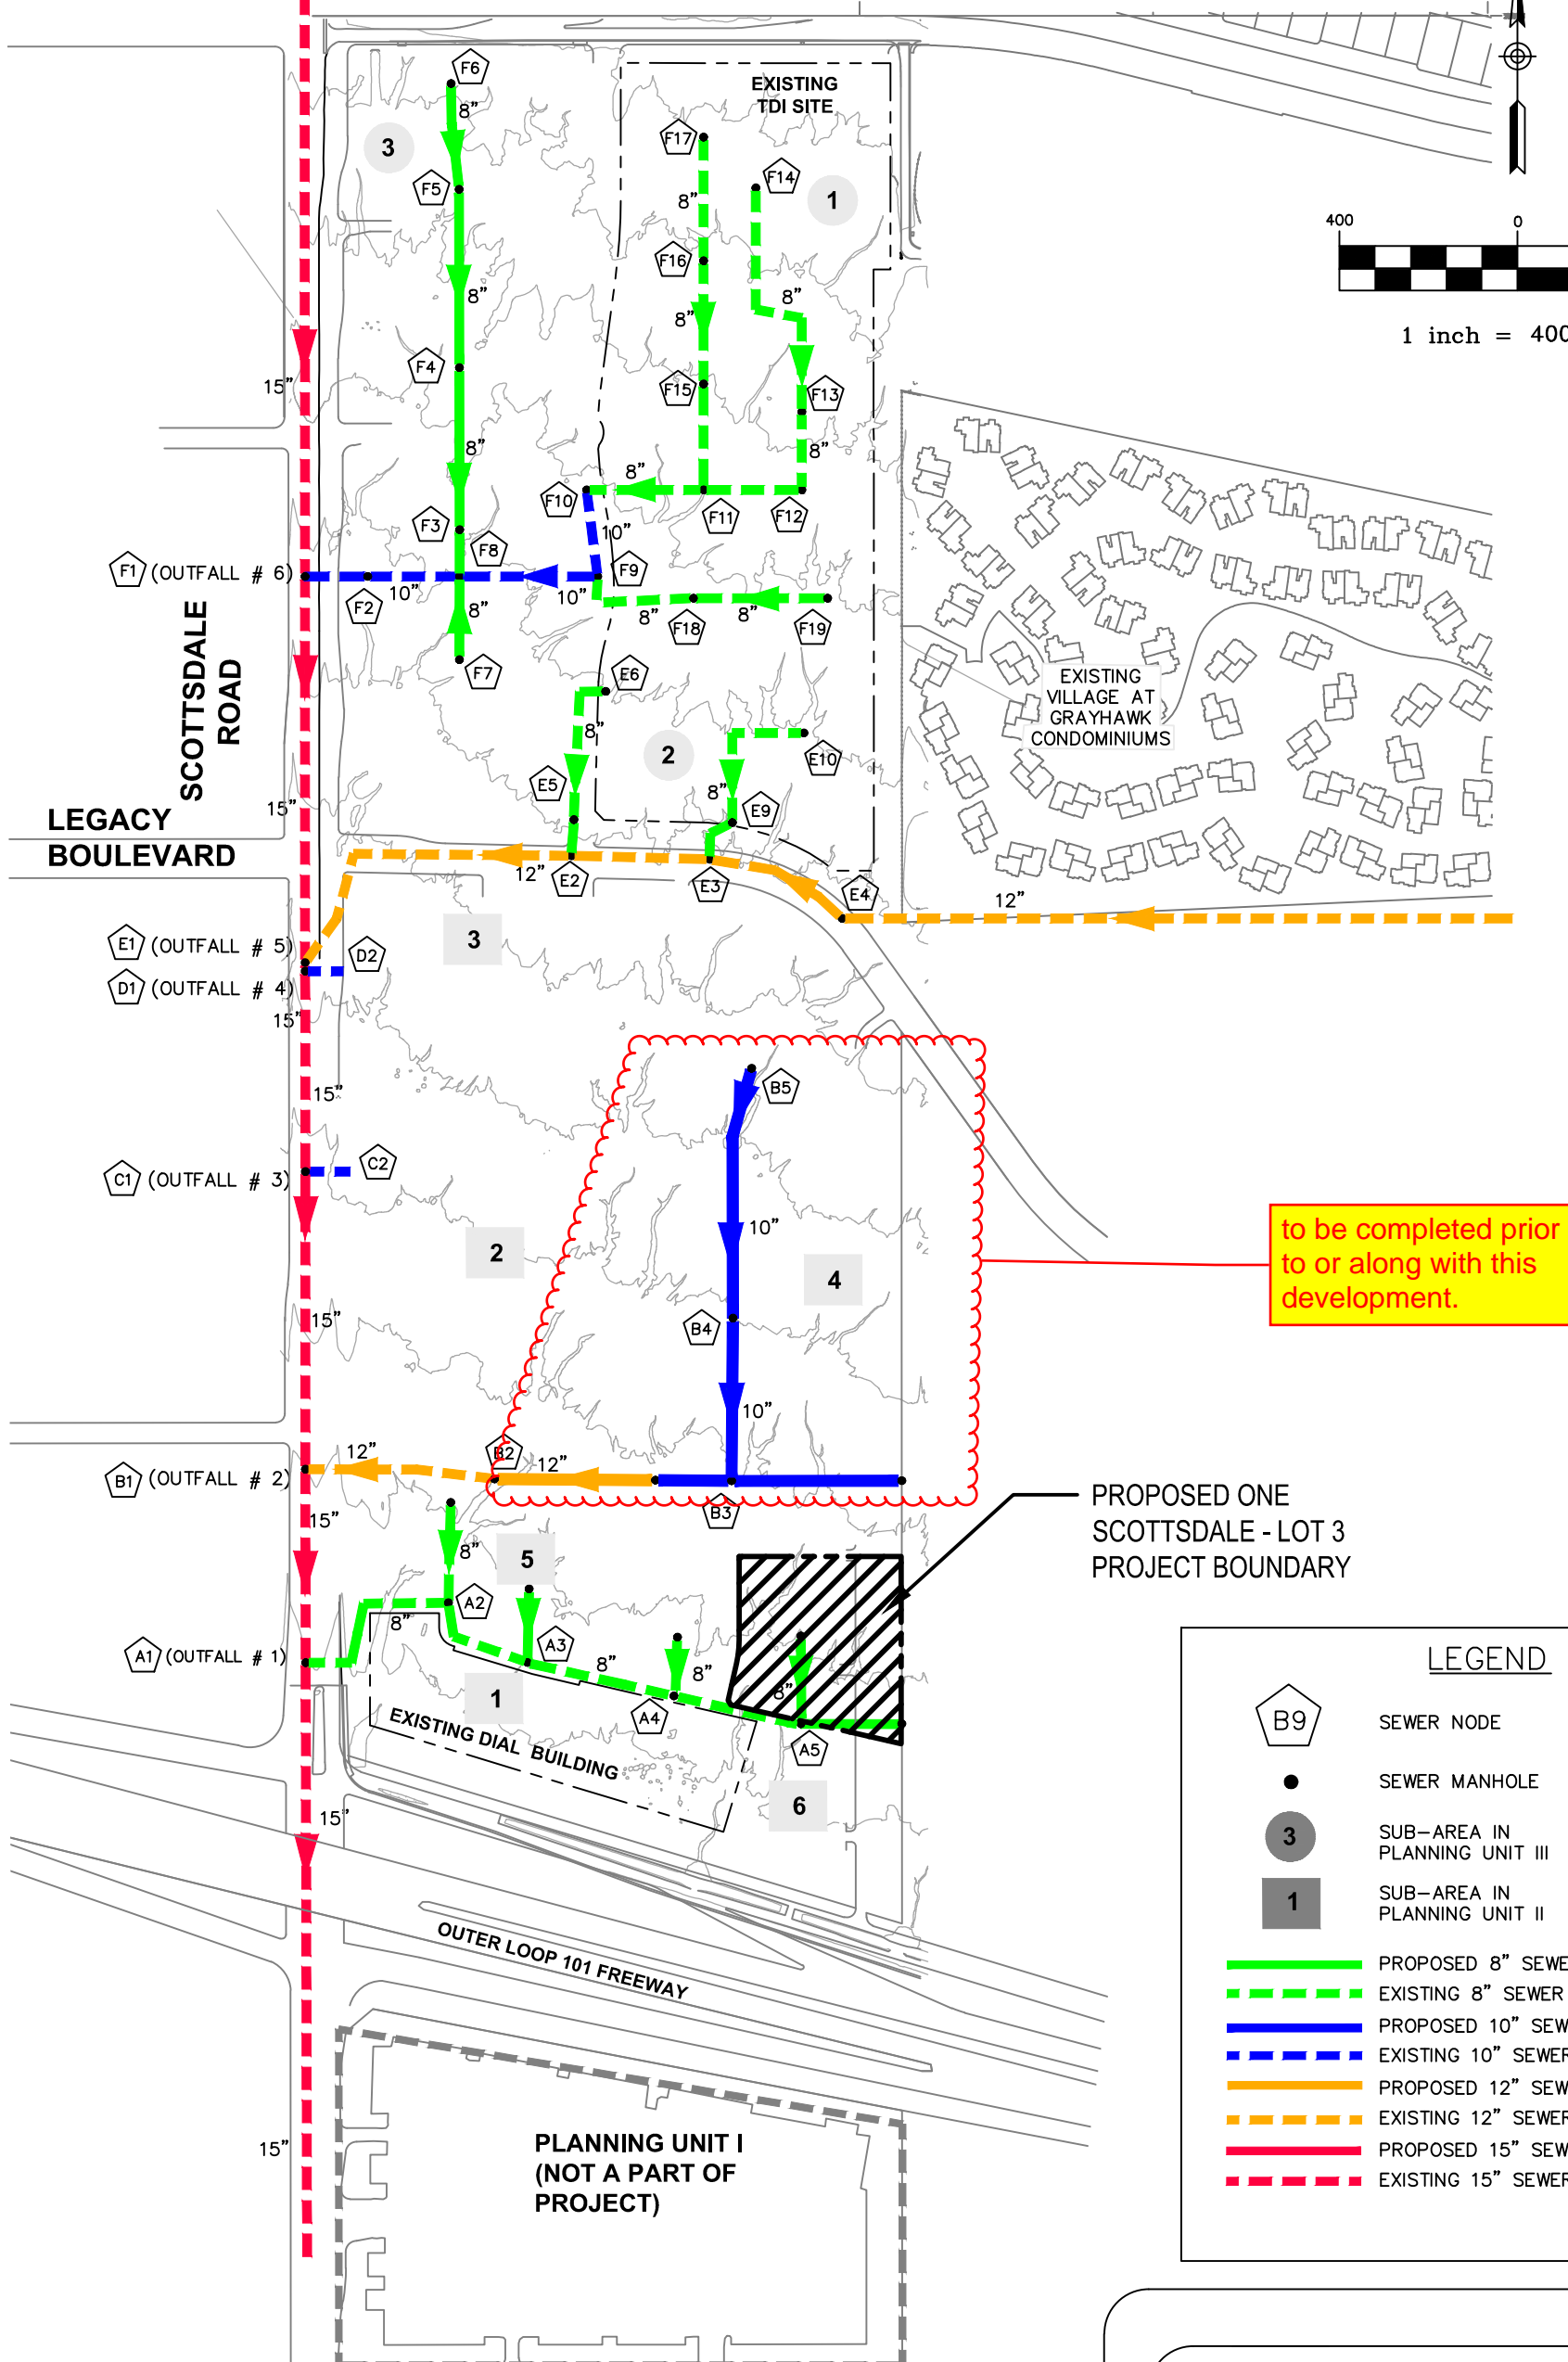 F6
8"
EXISTING
TDI SITE
3
F17
F14
F5
8"
1
400
0
F16
8"
8"
8"
1 inch = 400
F4
15"
F15
F13
8"
8"
8"
F10
F11
F12
F3
10"
F8
F1 (OUTFALL # 6)
F9
10"
10"
F2
8"
8"
8"
F18
F19
SCOTTSDALE
ROAD
F7
E6
EXISTING
VILLAGE AT
GRAYHAWK
CONDOMINIUMS
8"
2
E10
E5
8"
E9
15"
LEGACY
BOULEVARD
12"
E2
E3
E4
12"
3
E1 (OUTFALL # 5)
D2
D1 (OUTFALL # 4)
15"
B5
15"
C2
C1 (OUTFALL # 3)
10"
to be completed prior
to or along with this
development.
2
4
15"
B4
10"
12"
B2
12"
B1 (OUTFALL # 2)
B3
PROPOSED ONE
SCOTTSDALE - LOT 3
PROJECT BOUNDARY
15"
8"
5
A2
8"
A1 (OUTFALL # 1)
A3
8"
8"
8"
1
A4
A5
EXISTING DIAL BUILDING
6
15"
LEGEND
B9
SEWER NODE
SEWER MANHOLE
3
SUB-AREA IN
PLANNING UNIT III
1
SUB-AREA IN
PLANNING UNIT II
OUTER LOOP 101 FREEWAY
PROPOSED 8" SEWE
EXISTING 8" SEWER
PROPOSED 10" SEW
EXISTING 10" SEWER
PROPOSED 12" SEW
EXISTING 12" SEWER
PROPOSED 15" SEW
EXISTING 15" SEWER
15"
PLANNING UNIT I
(NOT A PART OF
PROJECT)